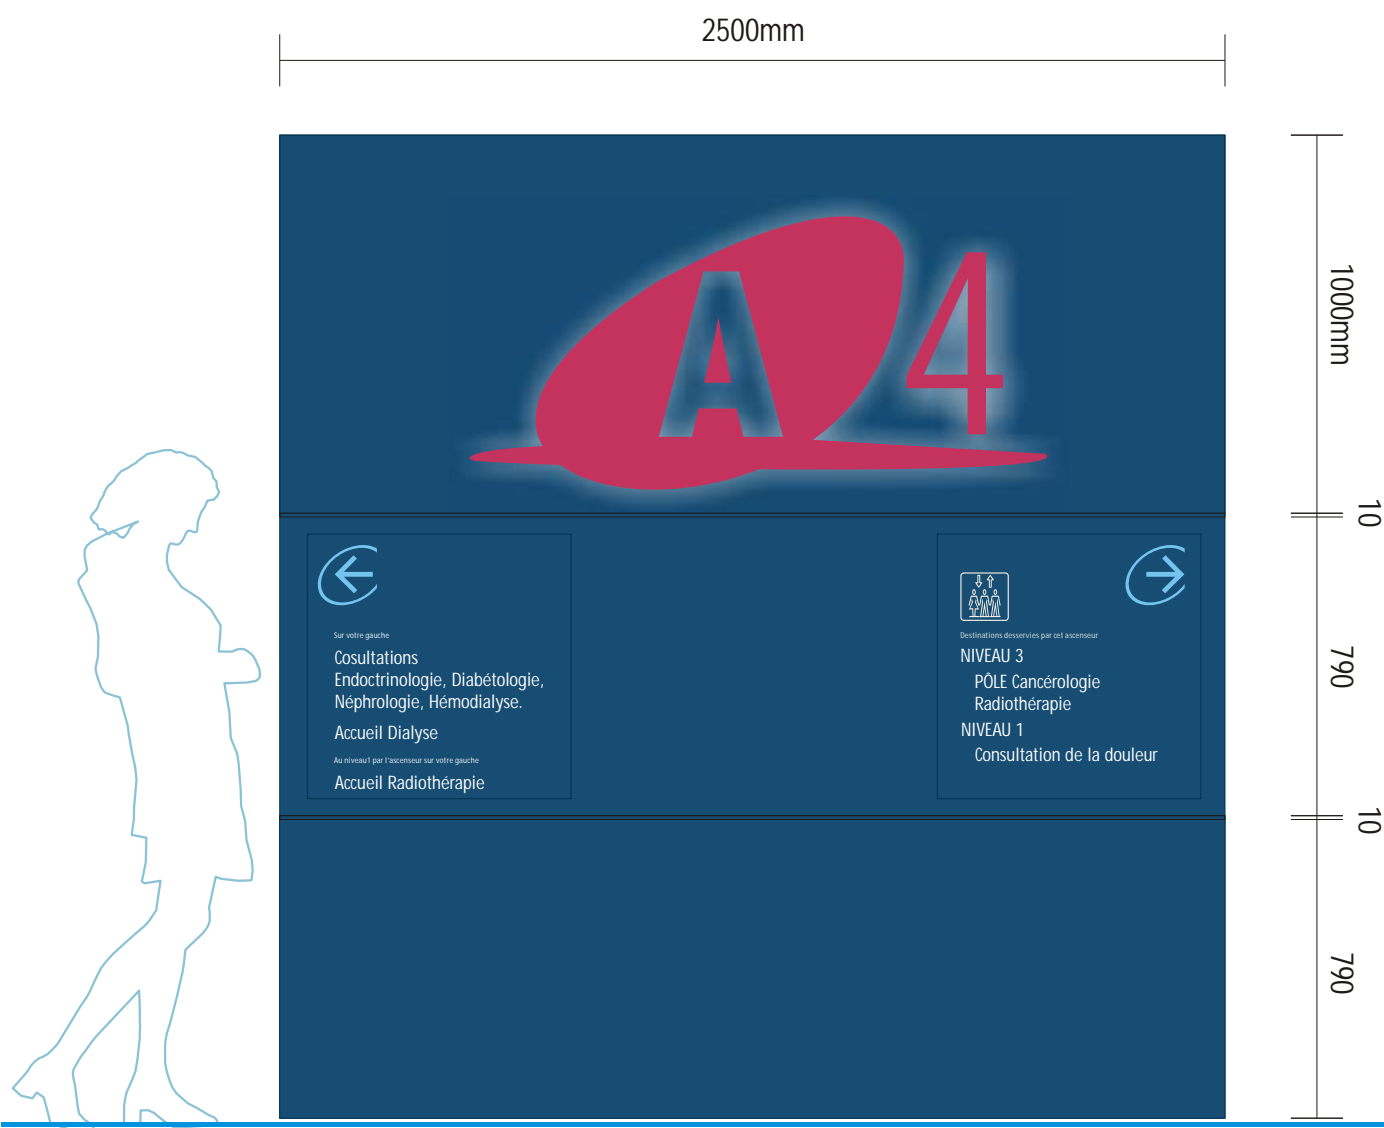 2500mm
A 4
1000mm
10
Sur votre gauche
Cosultations
Endoctrinologie, Diabétologie,
Néphrologie, Hémodialyse.
Accueil Dialyse
Au niveau1 par l'ascenseur sur votre gauche
Accueil Radiothérapie
Destinations desservies par cet ascenseur
NIVEAU 3
PÔLE Cancérologie
Radiothérapie
NIVEAU 1
Consultation de la douleur
790
10
790